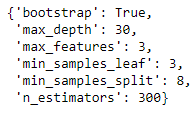 {'bootstrap': True,
'max_depth': 30,
'max_features': 3,
'min_samples_leaf': 3,
'min_samples_split': 8,
'n_estimators': 300}